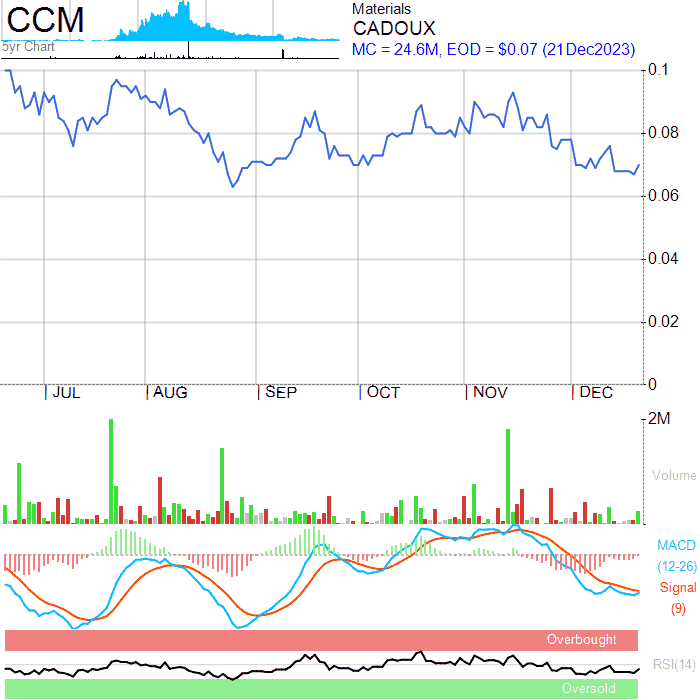 CCM
5yr Chart
Materials
CADOUX
MC = 24.6M, EOD = $0.07 (21Dec2023)
0.1
0.08
0.06
0.04
0.02
0
JUL AUG SEP OCT NOV DEC
2M
Volume
MACD
(12-26)
Signal
(9)
Overbought
RSI(14)
Oversold